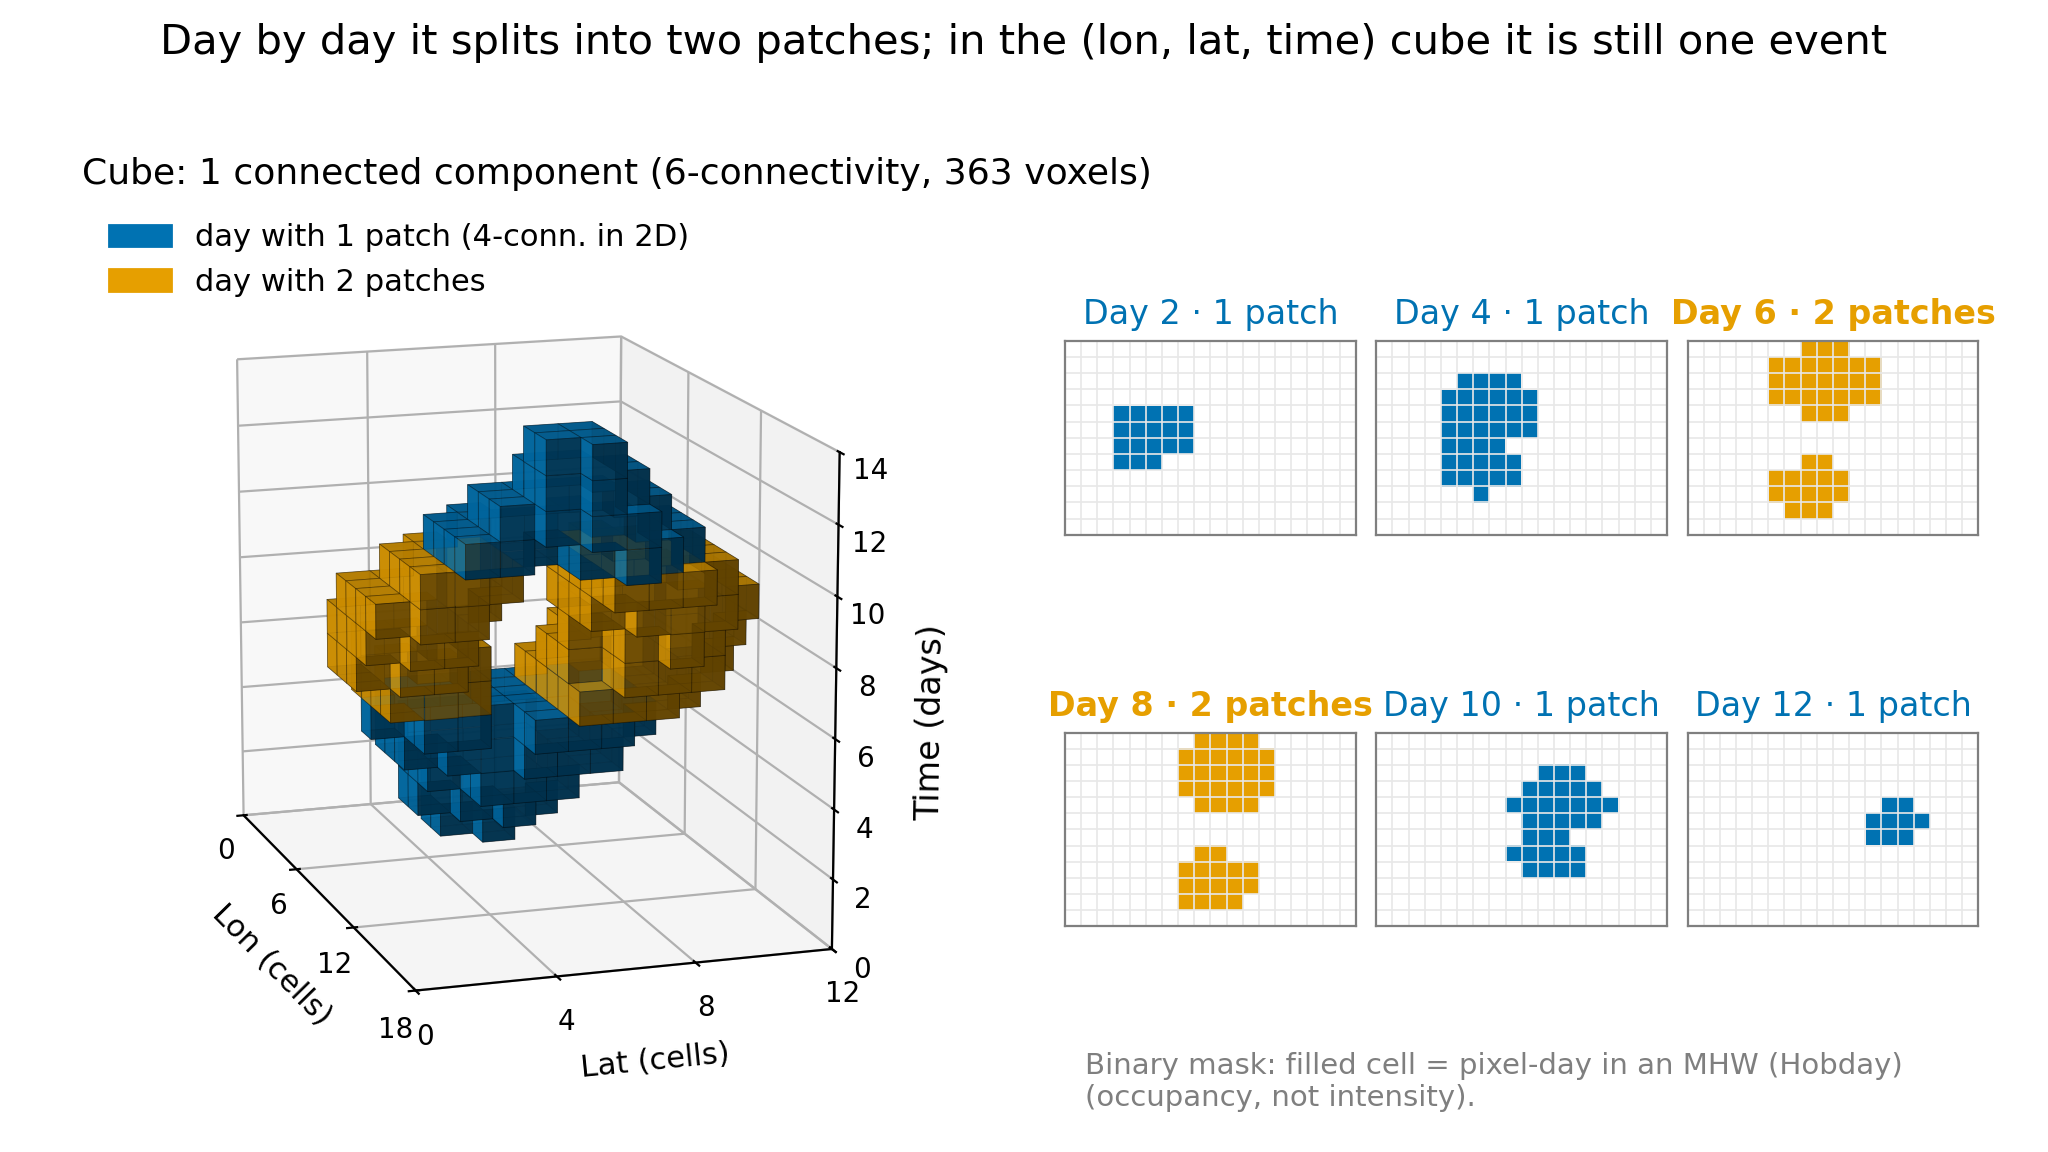 Day by day it splits into two patches; in the (lon, lat, time) cube it is still one event
Cube: 1 connected component (6-connectivity, 363 voxels)
day with 1 patch (4-conn. in 2D)
day with 2 patches
Day 2 · 1 patch
Day 4 · 1 patch
Day 6 · 2 patches
Day 8 · 2 patches
Day 10 · 1 patch
Day 12 · 1 patch
14
12
10
8
6
4
2
0
Time (days)
0
6
12
18
Lon (cells)
0
4
8
12
Lat (cells)
Binary mask: filled cell = pixel-day in an MHW (Hobday)
(occupancy, not intensity).